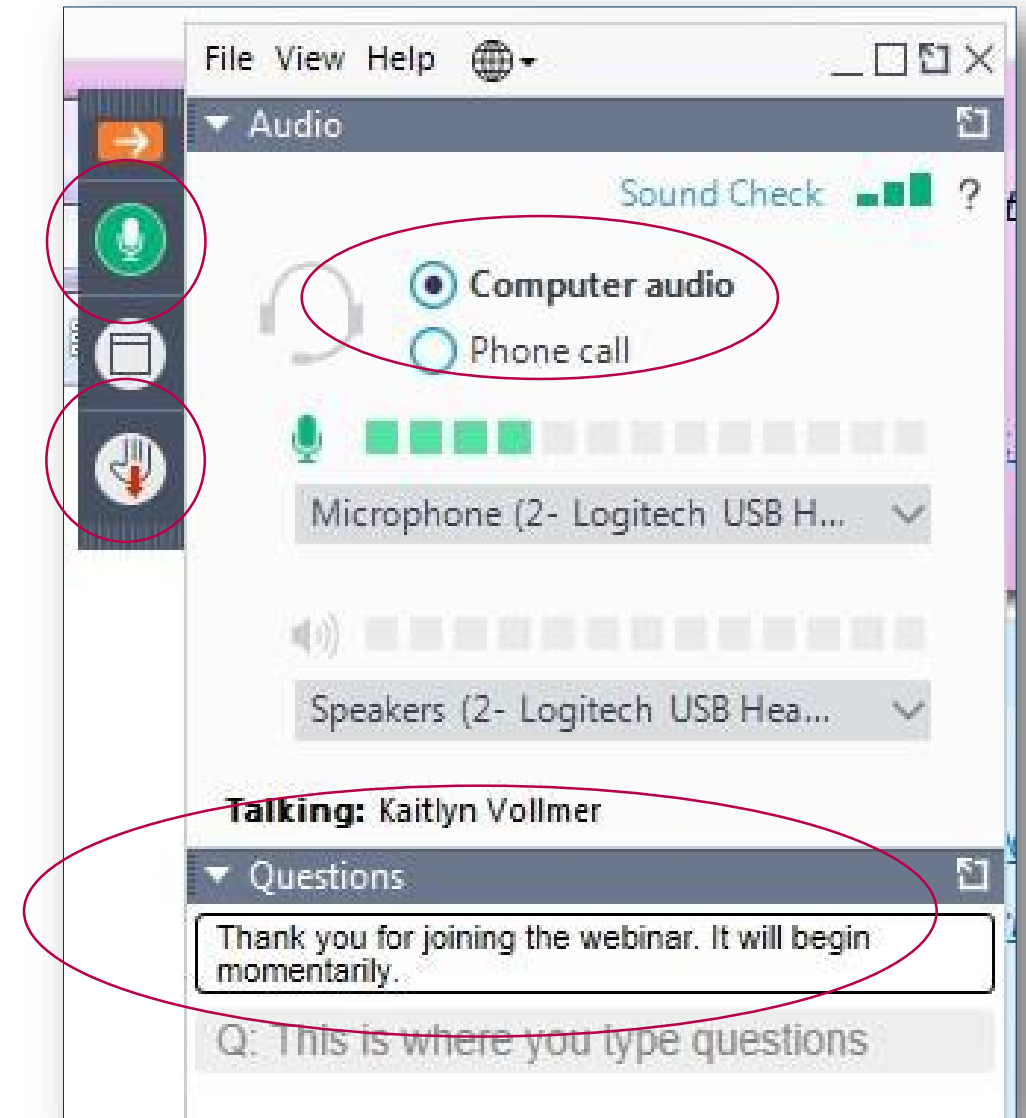 File View Help
Audio
Sound Check ?
Computer audio
Phone call
Microphone (2- Logitech USB H...
Speakers (2- Logitech USB Hea...
Talking: Kaitlyn Vollmer
Questions
Thank you for joining the webinar. It will begin
momentarily.
Q: This is where you type questions